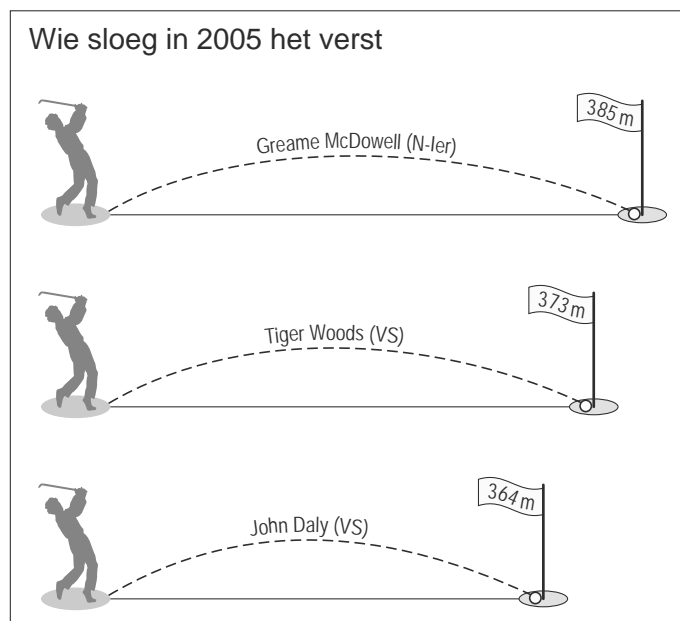 Wie sloeg in 2005 het verst
385 m
Greame McDowell (N-Ier)
373 m
Tiger Woods (VS)
364 m
John Daly (VS)